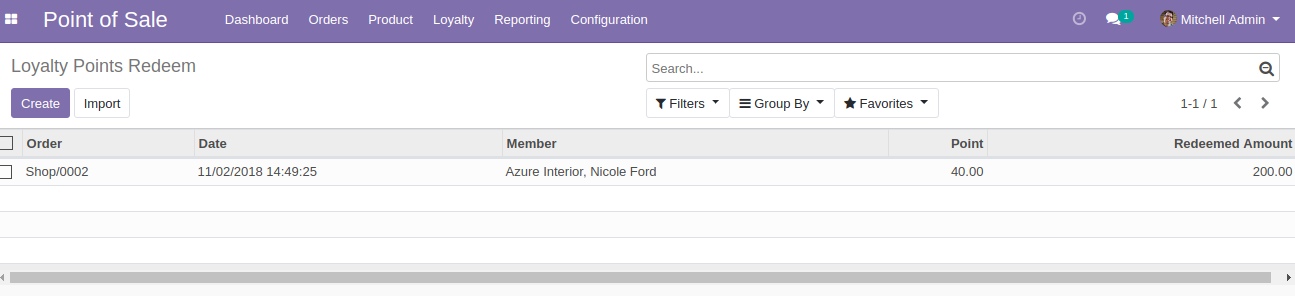 Point of Sale Dashboard Orders Product Loyalty Reporting Configuration 1 Mitchell Admin
Loyalty Points Redeem
Search...
Create Import Filters Group By Favorites 1-1 / 1
Order Date Member Point Redeemed Amount
Shop/0002 11/02/2018 14:49:25 Azure Interior, Nicole Ford 40.00 200.00